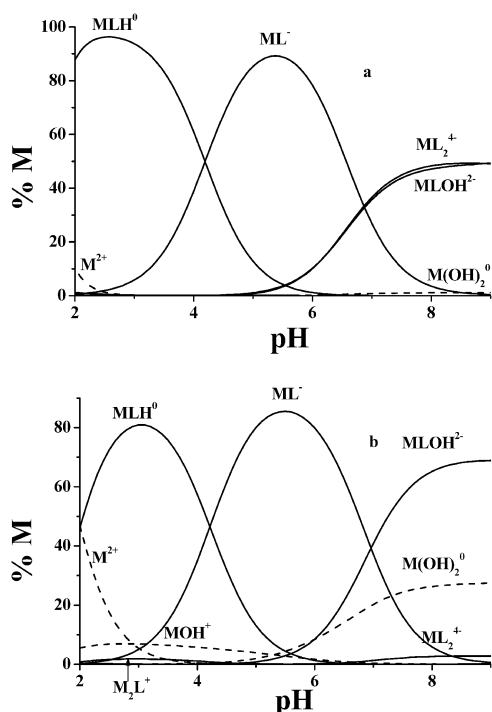 MLH⁰
ML⁻
a
ML₂⁴⁻
MLOH²⁻
M²⁺
M(OH)₂⁰
% M
100
80
60
40
20
0
2
4
6
8
pH
MLH⁰
ML⁻
b
MLOH²⁻
M²⁺
M(OH)₂⁰
MOH⁺
ML₂⁴⁻
M₂L⁺
% M
80
60
40
20
0
2
4
6
8
pH